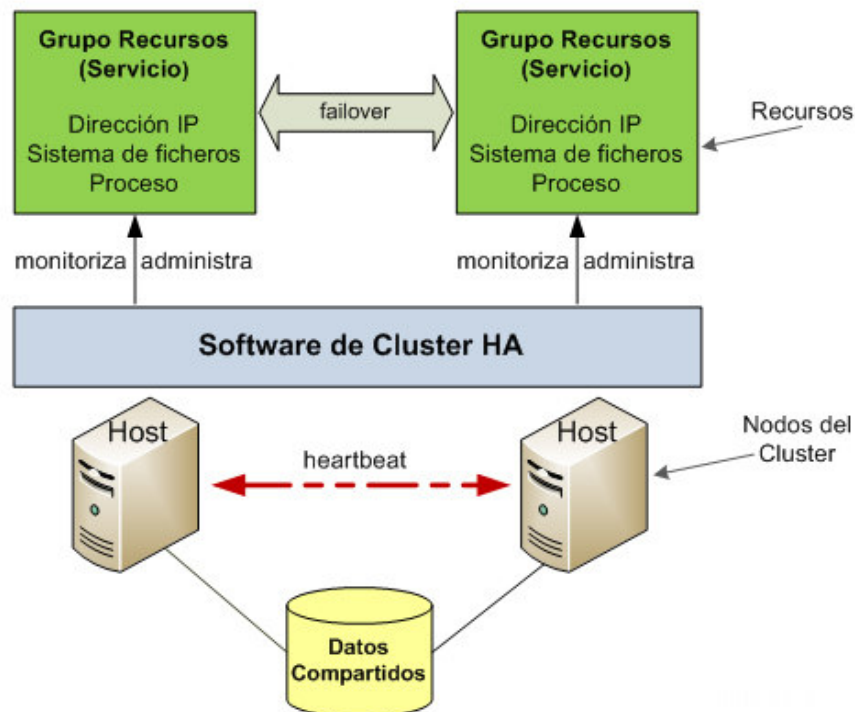 Grupo Recursos
(Servicio)
Dirección IP
Sistema de ficheros
Proceso
failover
Grupo Recursos
(Servicio)
Dirección IP
Sistema de ficheros
Proceso
Recursos
monitoriza administra
monitoriza administra
Software de Cluster HA
Host
heartbeat
Host
Nodos del
Cluster
Datos
Compartidos